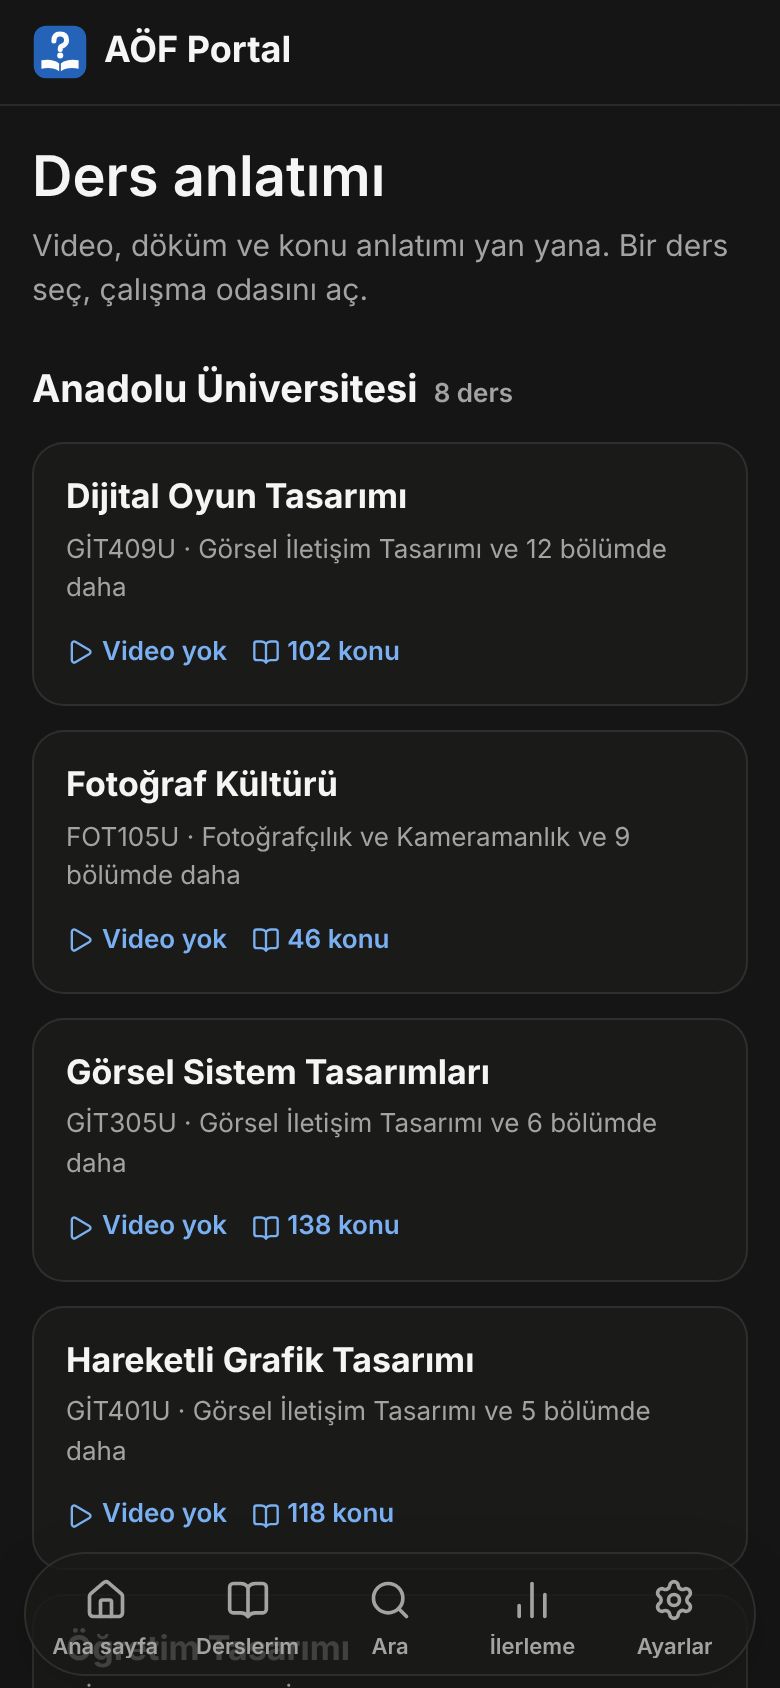 AÖF Portal
Ders anlatımı
Video, döküm ve konu anlatımı yan yana. Bir ders
seç, çalışma odasını aç.
Anadolu Üniversitesi 8 ders
Dijital Oyun Tasarımı
GİT409U · Görsel İletişim Tasarımı ve 12 bölümde
daha
Video yok 102 konu
Fotoğraf Kültürü
FOT105U · Fotoğrafçılık ve Kameramanlık ve 9
bölümde daha
Video yok 46 konu
Görsel Sistem Tasarımları
GİT305U · Görsel İletişim Tasarımı ve 6 bölümde
daha
Video yok 138 konu
Hareketli Grafik Tasarımı
GİT401U · Görsel İletişim Tasarımı ve 5 bölümde
daha
Video yok 118 konu
Öğretim Tasarımı
Ana sayfa Derslerim Ara İlerleme Ayarlar